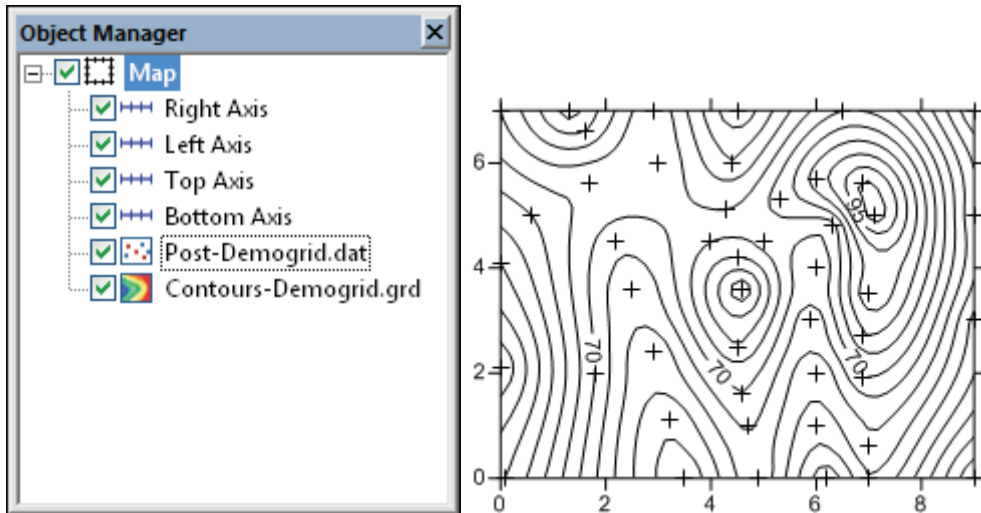 Object Manager
Map
Right Axis
Left Axis
Top Axis
Bottom Axis
Post-Demogrid.dat
Contours-Demogrid.grd
6
4
2
0
0 2 4 6 8
95
70
70
70